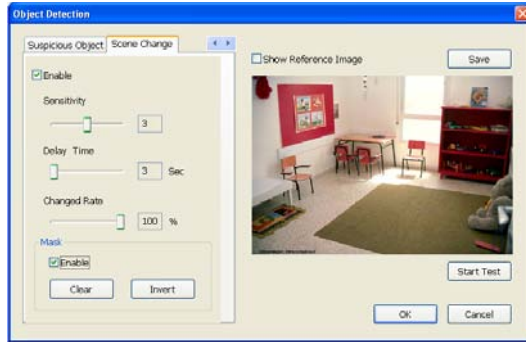 Object Detection
Suspicious Object
Scene Change
Enable
Sensitivity
3
Delay Time
3
Sec
Changed Rate
100
%
Mask
Enable
Clear
Invert
Show Reference Image
Save
Start Test
OK
Cancel